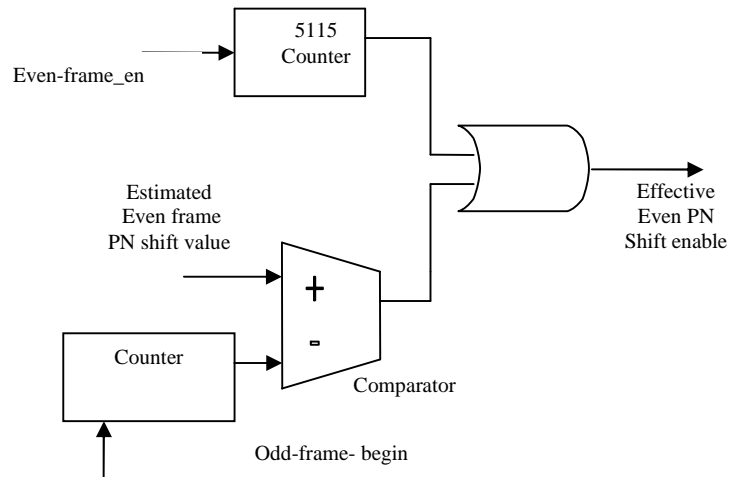 5115
Counter
Even-frame_en
Estimated
Even frame
PN shift value
Effective
Even PN
Shift enable
+
-
Counter
Comparator
Odd-frame- begin